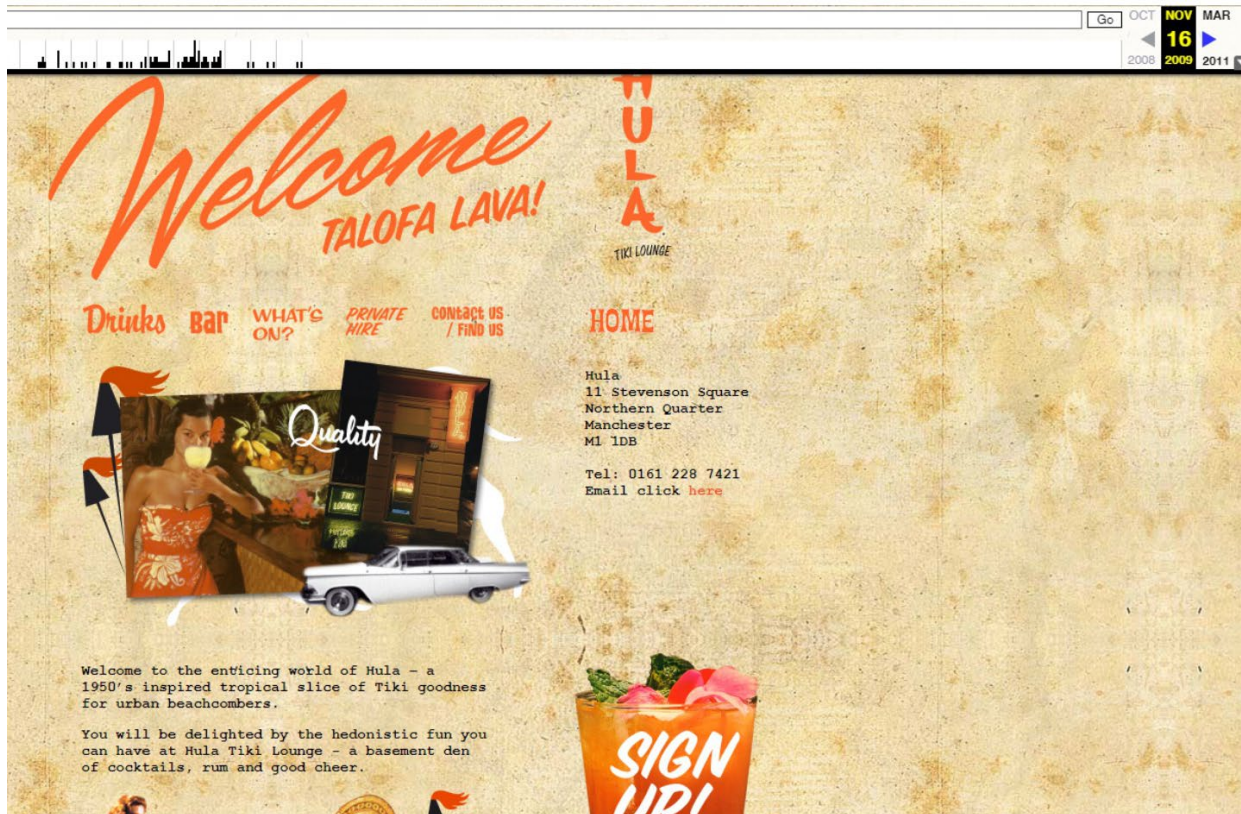 Go
OCT NOV MAR
16
2008 2009 2011
Welcome
TALOFA LAVA!
HULA
TIKI LOUNGE
Drinks
Bar
WHAT'S
ON?
PRIVATE
HIRE
CONTACT US
/ FIND US
HOME
Quality
TIKI
LOUNGE
Hula
11 Stevenson Square
Northern Quarter
Manchester
M1 1DB
Tel: 0161 228 7421
Email click here
Welcome to the enticing world of Hula – a
1950's inspired tropical slice of Tiki goodness
for urban beachcombers.
You will be delighted by the hedonistic fun you
can have at Hula Tiki Lounge – a basement den
of cocktails, rum and good cheer.
SIGN
UP!